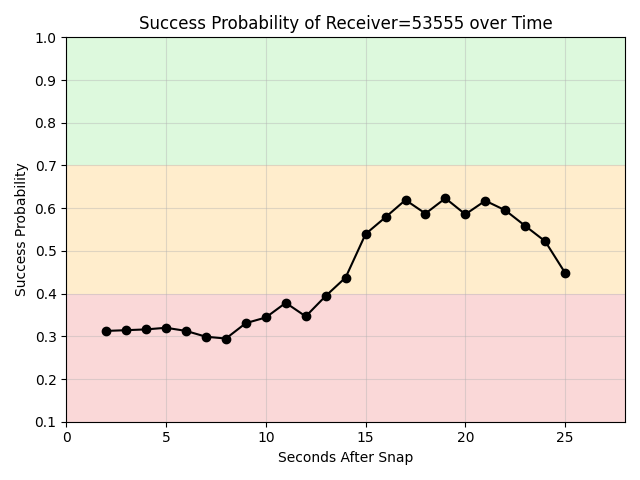 Success Probability of Receiver=53555 over Time
1.0
0.9
0.8
0.7
0.6
0.5
0.4
0.3
0.2
0.1
Success Probability
0 5 10 15 20 25
Seconds After Snap